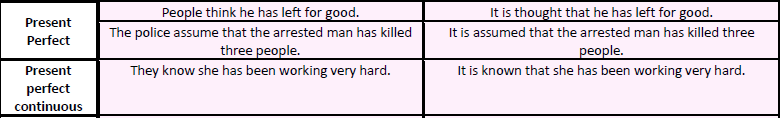 Present
Perfect
People think he has left for good.
It is thought that he has left for good.
The police assume that the arrested man has killed
three people.
It is assumed that the arrested man has killed three
people.
Present
perfect
continuous
They know she has been working very hard.
It is known that she has been working very hard.